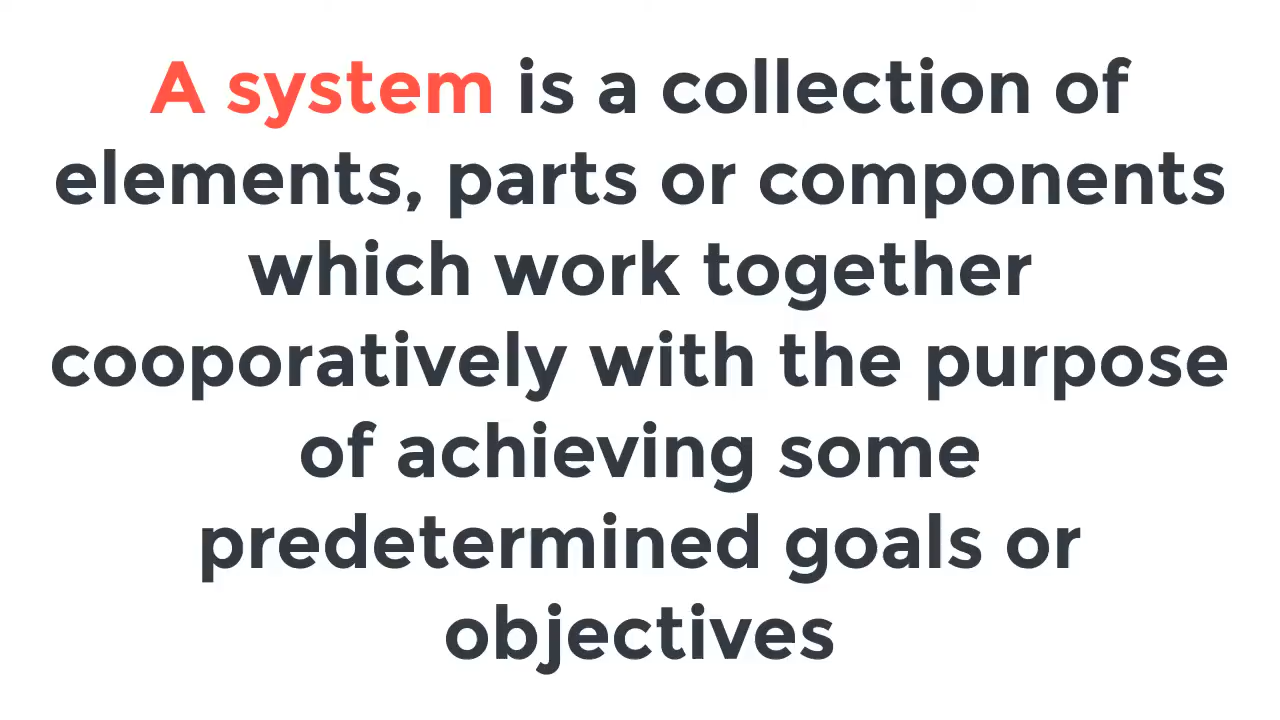 A system is a collection of
elements, parts or components
which work together
cooporatively with the purpose
of achieving some
predetermined goals or
objectives